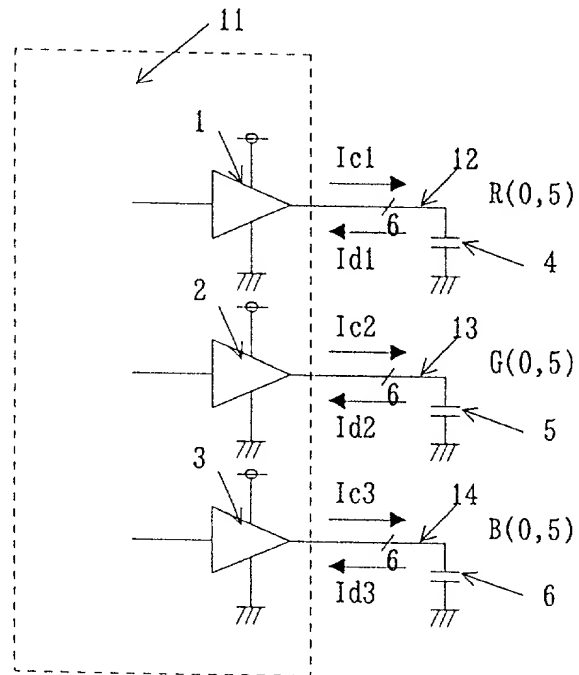 11
1
Ic1
12
R(0,5)
6
Id1
4
2
Ic2
13
G(0,5)
6
Id2
5
3
Ic3
14
B(0,5)
6
Id3
6